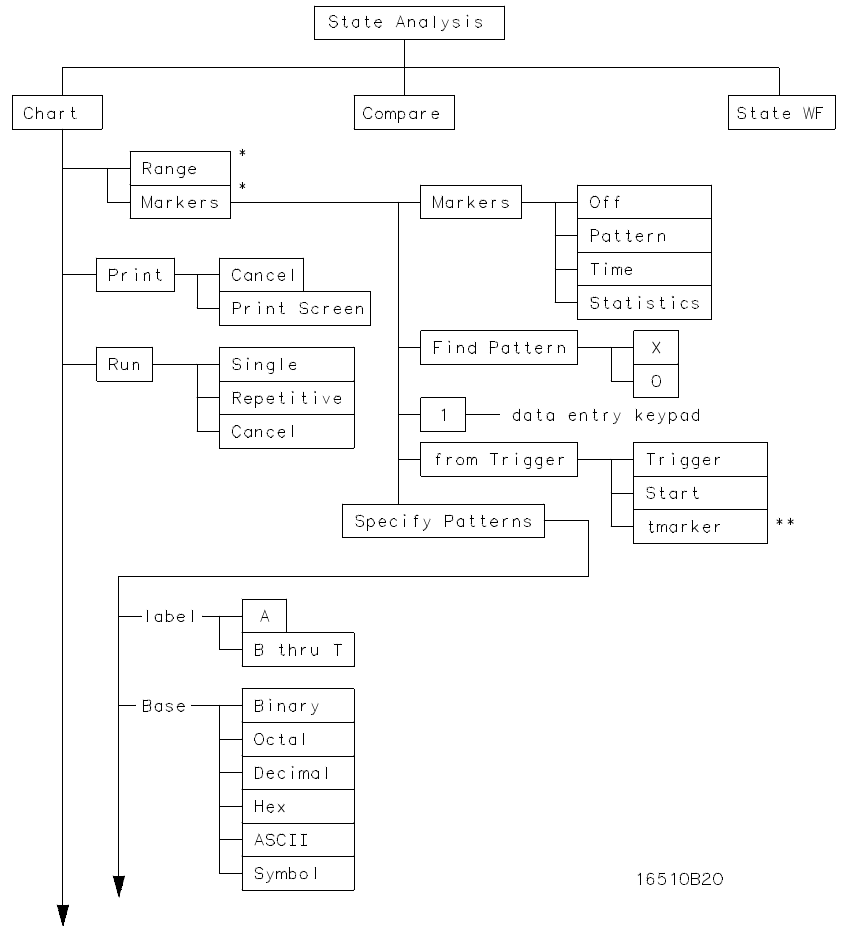 State Analysis
Chart
Compare
State WF
Range *
Markers *
Markers
Off
Pattern
Time
Statistics
Print
Cancel
Print Screen
Find Pattern
X
O
Run
Single
Repetitive
Cancel
1
data entry keypad
from Trigger
Trigger
Start
tmarker **
Specify Patterns
label
A
B thru T
Base
Binary
Octal
Decimal
Hex
ASCII
Symbol
16510B20